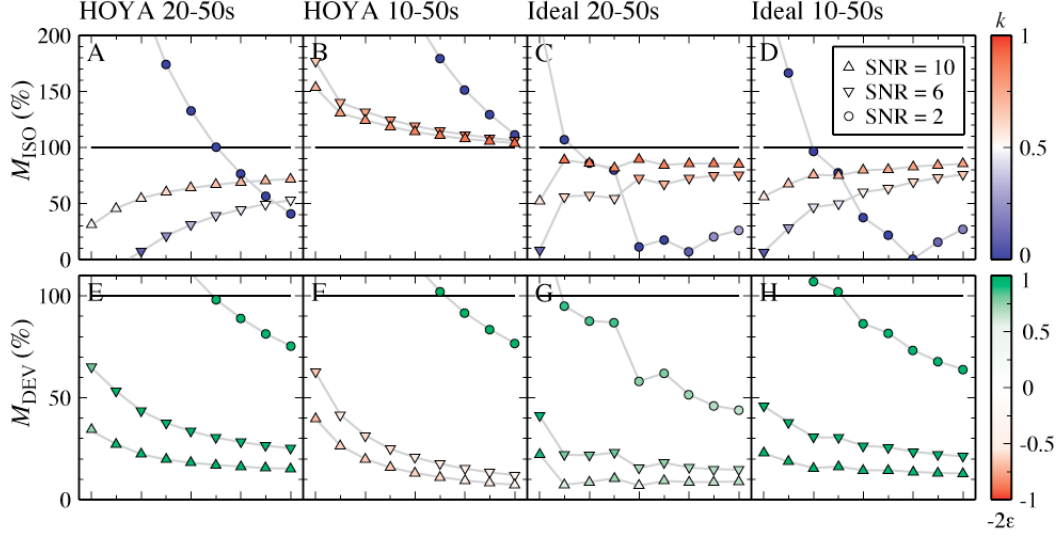 HOYA 20-50s HOYA 10-50s Ideal 20-50s Ideal 10-50s k
200 A B C D 1
SNR = 10
150 SNR = 6
SNR = 2
M_ISO (%) 100 0.5
50
0 0
E F G H 1
100
0.5
M_DEV (%) 50 0
-0.5
0 -1
-2ε